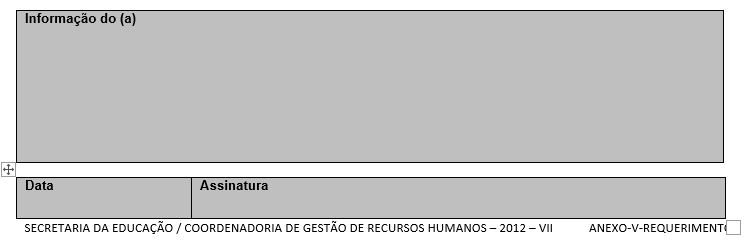 Informação do (a)
Data Assinatura
SECRETARIA DA EDUCAÇÃO / COORDENADORIA DE GESTÃO DE RECURSOS HUMANOS – 2012 – VII ANEXO-V-REQUERIMENTO